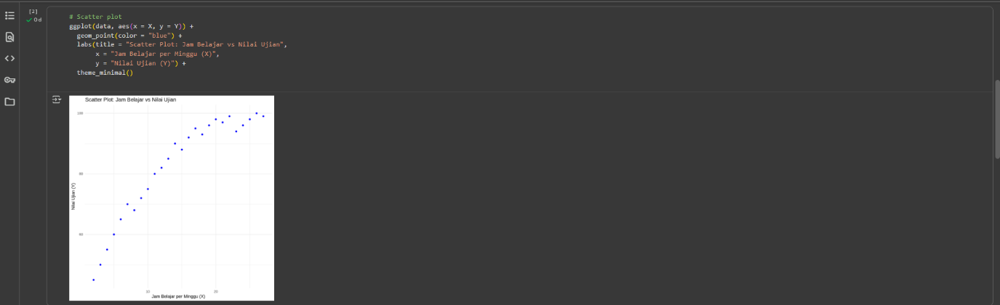 [2]
0 d
# Scatter plot
ggplot(data, aes(x = X, y = Y)) +
geom_point(color = "blue") +
labs(title = "Scatter Plot: Jam Belajar vs Nilai Ujian",
x = "Jam Belajar per Minggu (X)",
y = "Nilai Ujian (Y)") +
theme_minimal()
Scatter Plot: Jam Belajar vs Nilai Ujian
100
80
60
Nilai Ujian (Y)
10
20
Jam Belajar per Minggu (X)